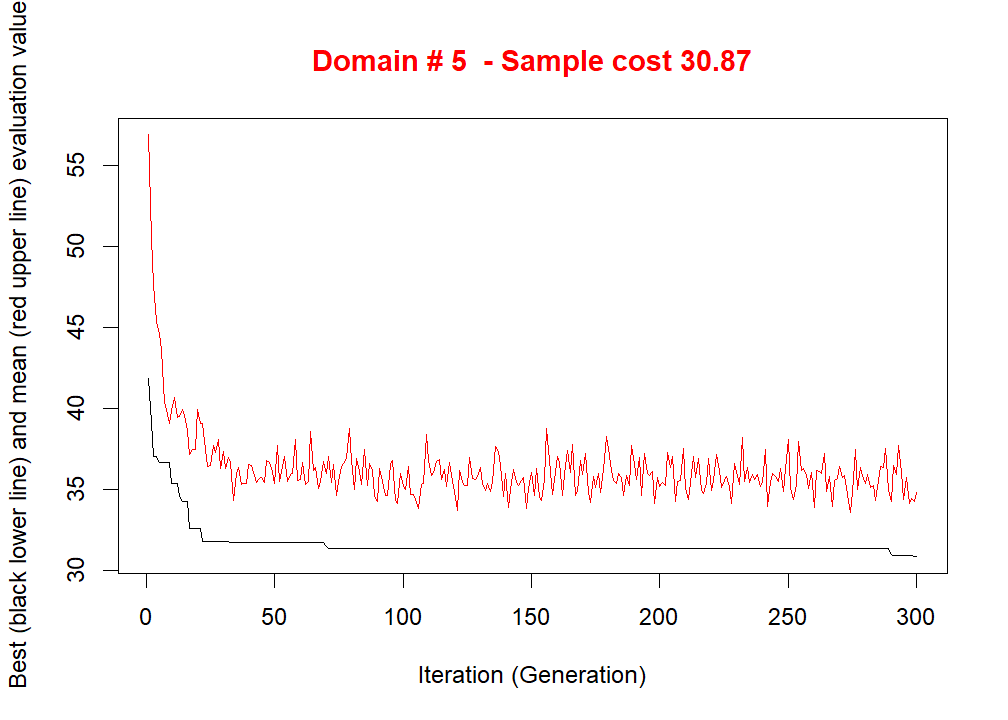 Domain # 5  - Sample cost 30.87
Best (black lower line) and mean (red upper line) evaluation value
55
50
45
40
35
30
0 50 100 150 200 250 300
Iteration (Generation)